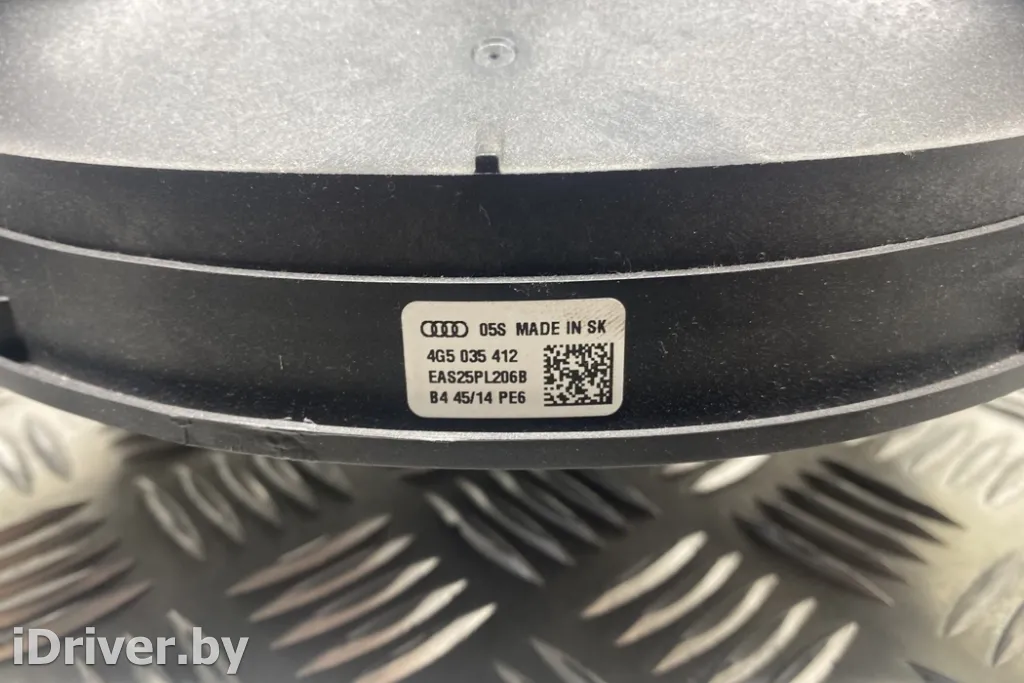 05S MADE IN SK
4G5 035 412
EAS25PL206B
B4 45/14 PE6
iDriver.by